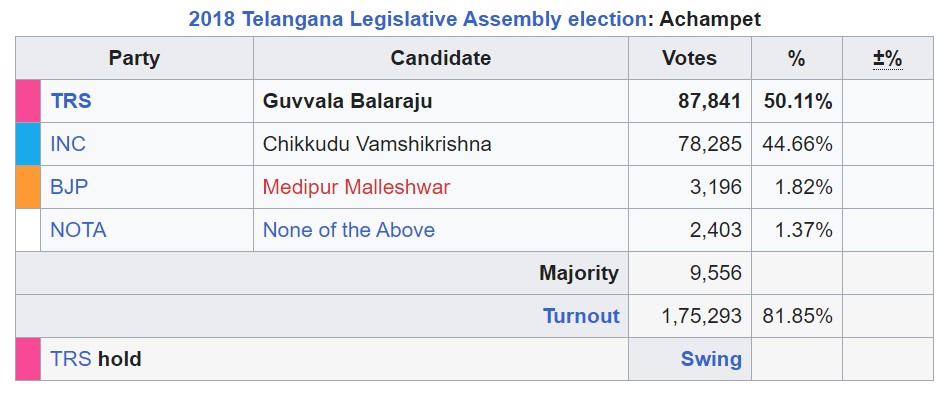 2018 Telangana Legislative Assembly election: Achampet
Party Candidate Votes % ±%
TRS Guvvala Balaraju 87,841 50.11%
INC Chikkudu Vamshikrishna 78,285 44.66%
BJP Medipur Malleshwar 3,196 1.82%
NOTA None of the Above 2,403 1.37%
Majority 9,556
Turnout 1,75,293 81.85%
TRS hold Swing